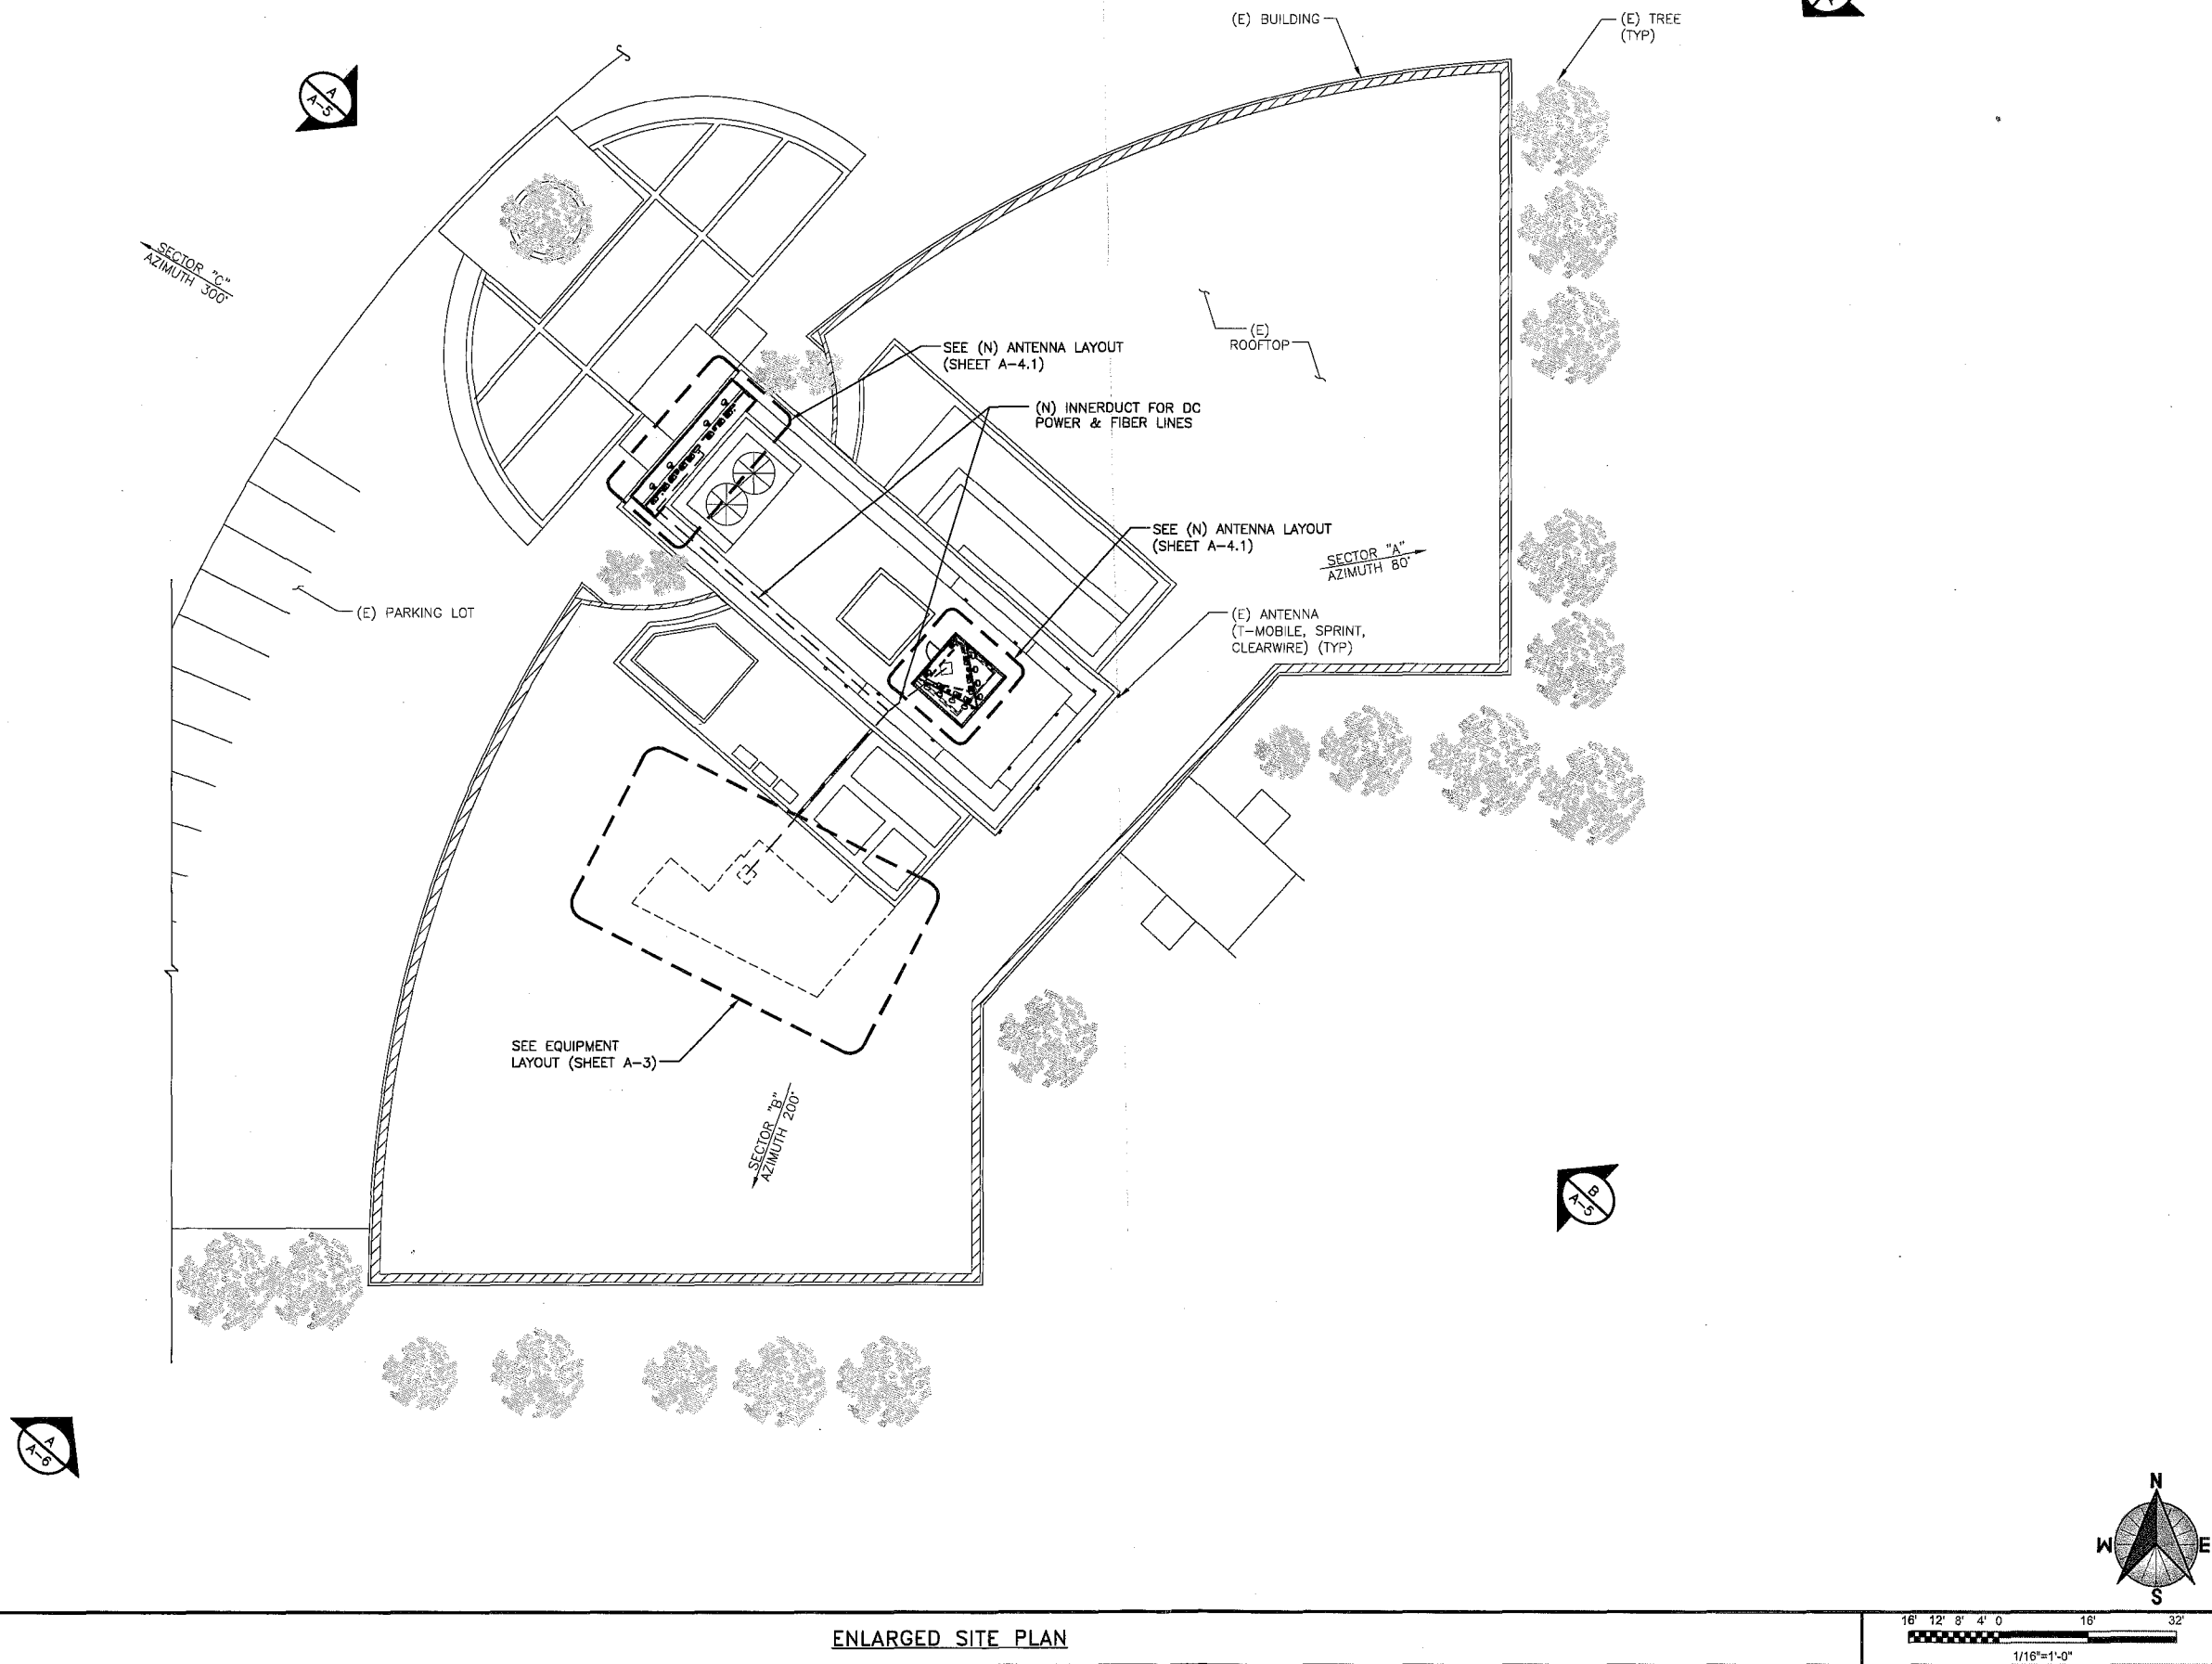 (E) BUILDING
(E) TREE
(TYP)
A
A-5
SECTOR "C"
AZIMUTH 300°
(E)
ROOFTOP
SEE (N) ANTENNA LAYOUT
(SHEET A-4.1)
(N) INNERDUCT FOR DC
POWER & FIBER LINES
SEE (N) ANTENNA LAYOUT
(SHEET A-4.1)
SECTOR "A"
AZIMUTH 80°
(E) PARKING LOT
(E) ANTENNA
(T-MOBILE, SPRINT,
CLEARWIRE) (TYP)
SEE EQUIPMENT
LAYOUT (SHEET A-3)
SECTOR "B"
AZIMUTH 200°
B
A-5
A
A-6
N
W
E
S
ENLARGED SITE PLAN
16' 12' 8' 4' 0 16' 32'
1/16"=1'-0"